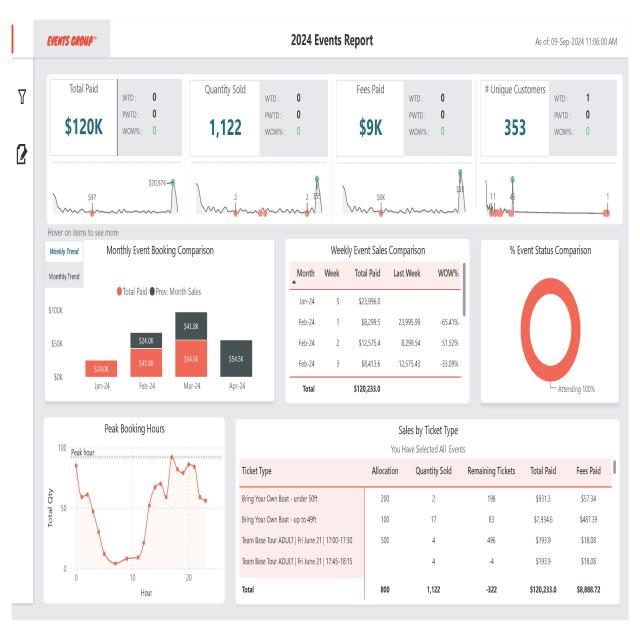 EVENTS GROUP™
2024 Events Report
As of: 09-Sep-2024 11:06:00 AM
Total Paid
$120K
WTD : 0
PWTD : 0
WOW% : 0
Quantity Sold
1,122
WTD : 0
PWTD : 0
WOW% : 0
Fees Paid
$9K
WTD : 0
PWTD : 0
WOW% : 0
# Unique Customers
353
WTD : 1
PWTD : 0
WOW% : 0
$97 $20,974
2 2
$0K
11 1
Hover on items to see more
Weekly Trend
Monthly Trend
Monthly Event Booking Comparison
Total Paid Prev. Month Sales
$100K
$50K
$0K
$24.0K
$24.0K
$41.8K
$41.8K
$54.5K
$54.5K
Jan-24 Feb-24 Mar-24 Apr-24
Weekly Event Sales Comparison
Month Week Total Paid Last Week WOW%
Jan-24 5 $23,996.0
Feb-24 1 $8,299.5 23,995.99 -65.41%
Feb-24 2 $12,575.4 8,299.54 51.52%
Feb-24 3 $8,413.6 12,575.43 -33.09%
Total $120,233.0
% Event Status Comparison
Attending 100%
Peak Booking Hours
Total Qty
100
50
0
Peak hour
0 10 20
Hour
Sales by Ticket Type
You Have Selected All Events
Ticket Type Allocation Quantity Sold Remaining Tickets Total Paid Fees Paid
Bring Your Own Boat - under 50ft 200 2 198 $931.3 $57.34
Bring Your Own Boat - up to 49ft 100 17 83 $7,934.6 $487.39
Team Base Tour ADULT | Fri June 21 | 17:00-17:30 500 4 496 $193.9 $18.08
Team Base Tour ADULT | Fri June 21 | 17:45-18:15 4 -4 $193.9 $18.08
Total 800 1,122 -322 $120,233.0 $8,888.72